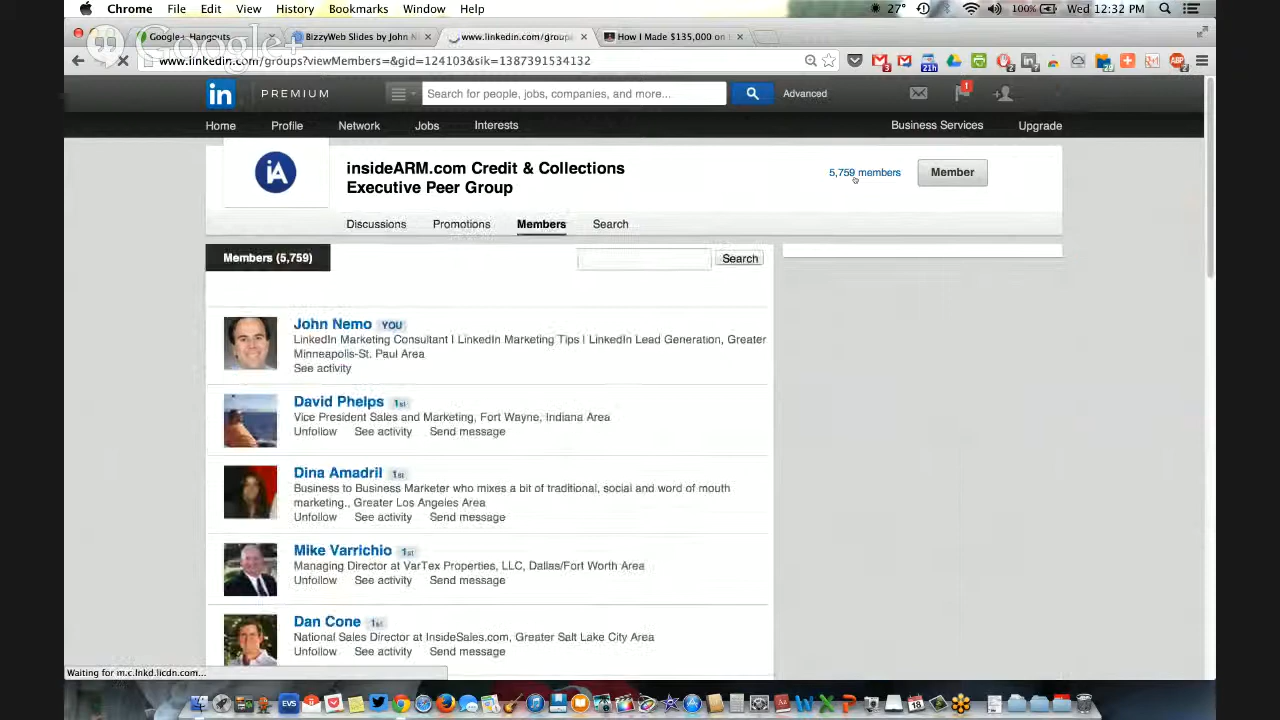 Chrome File Edit View History Bookmarks Window Help 27° 100% Wed 12:32 PM
Google+ Hangouts BizzyWeb Slides by John N www.linkedin.com/group How I Made $135,000 on
Google+
www.linkedin.com/groups?viewMembers=&gid=124103&sik=1387391534132
in PREMIUM Search for people, jobs, companies, and more... Advanced 1
Home Profile Network Jobs Interests Business Services Upgrade
iA
insideARM.com Credit & Collections
Executive Peer Group
5,759 members Member
Discussions Promotions Members Search
Members (5,759) Search
John Nemo YOU
LinkedIn Marketing Consultant | LinkedIn Marketing Tips | LinkedIn Lead Generation, Greater
Minneapolis-St. Paul Area
See activity
David Phelps 1st
Vice President Sales and Marketing, Fort Wayne, Indiana Area
Unfollow See activity Send message
Dina Amadril 1st
Business to Business Marketer who mixes a bit of traditional, social and word of mouth
marketing., Greater Los Angeles Area
Unfollow See activity Send message
Mike Varrichio 1st
Managing Director at VarTex Properties, LLC, Dallas/Fort Worth Area
Unfollow See activity Send message
Dan Cone 1st
National Sales Director at InsideSales.com, Greater Salt Lake City Area
Unfollow See activity Send message
Waiting for m.c.lnkd.licdn.com...
EVS 18